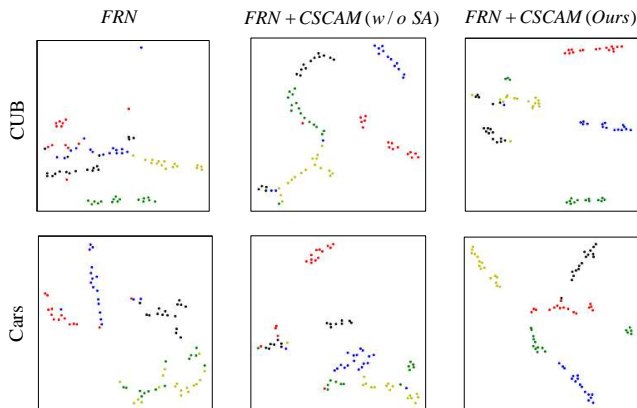 FRN
FRN + CSCAM (w/o SA)
FRN + CSCAM (Ours)
CUB
Cars